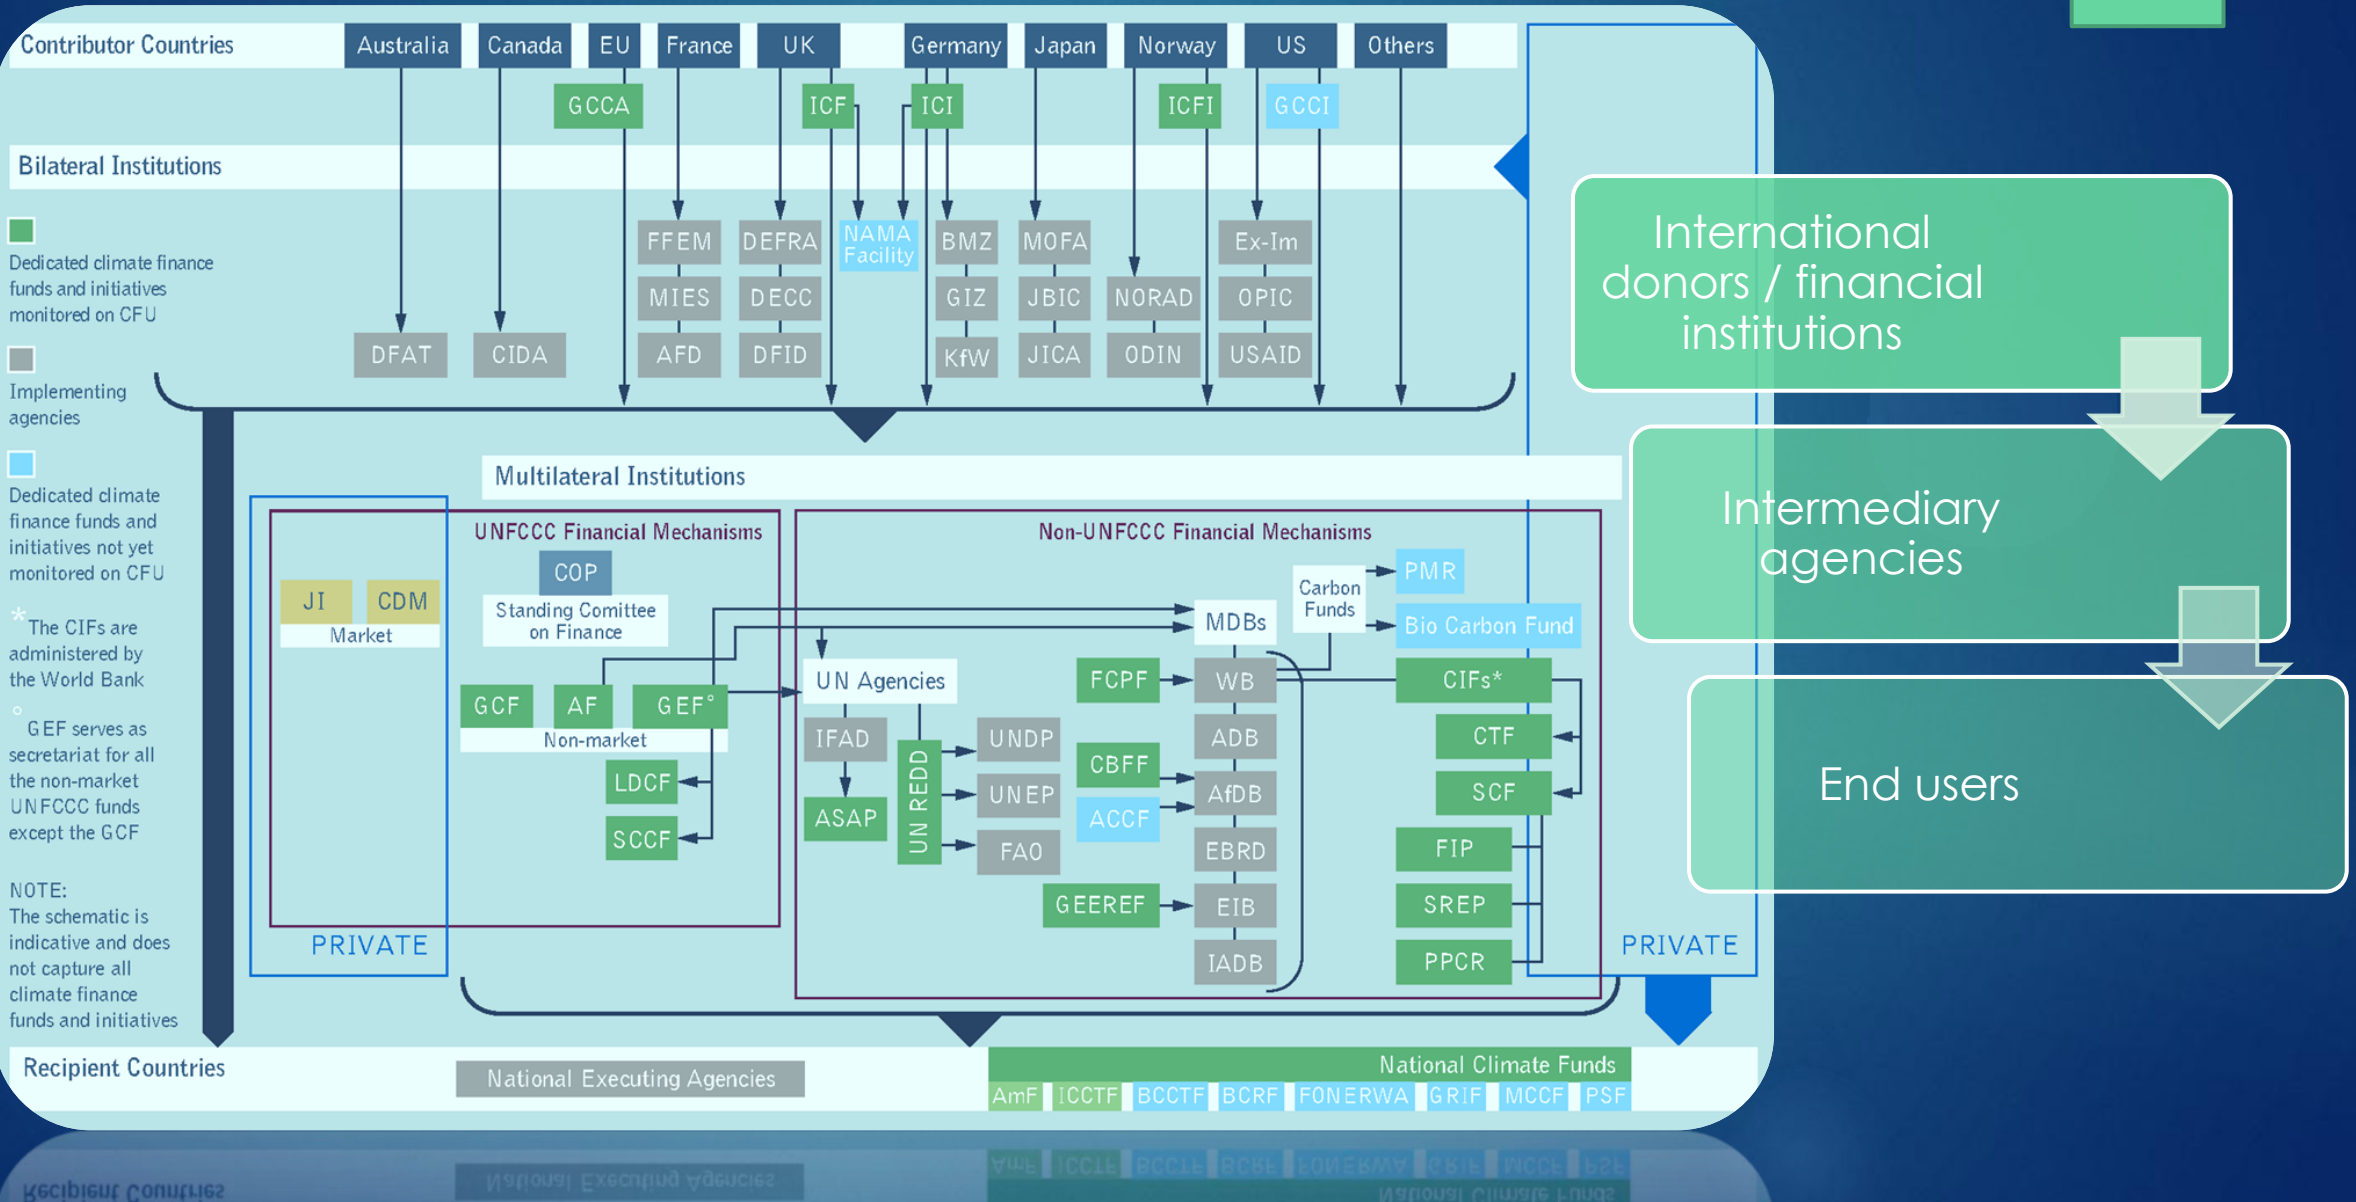 Contributor Countries
Australia
Canada
EU
France
UK
Germany
Japan
Norway
US
Others
GCCA
ICF
ICI
ICFI
GCCI
Bilateral Institutions
Dedicated climate finance
funds and initiatives
monitored on CFU
Implementing
agencies
Dedicated climate
finance funds and
initiatives not yet
monitored on CFU
* The CIFs are
administered by
the World Bank
° GEF serves as
secretariat for all
the non-market
UNFCCC funds
except the GCF
NOTE:
The schematic is
indicative and does
not capture all
climate finance
funds and initiatives
FFEM
DEFRA
NAMA
Facility
BMZ
MOFA
Ex-Im
MIES
DECC
GIZ
JBIC
NORAD
OPIC
DFAT
CIDA
AFD
DFID
KfW
JICA
ODIN
USAID
Multilateral Institutions
UNFCCC Financial Mechanisms
COP
Standing Comittee
on Finance
JI
CDM
Market
GCF
AF
GEF°
Non-market
LDCF
SCCF
PRIVATE
Non-UNFCCC Financial Mechanisms
Carbon
Funds
PMR
Bio Carbon Fund
MDBs
UN Agencies
FCPF
WB
CIFs*
IFAD
UN REDD
UNDP
ADB
CTF
CBFF
UNEP
AfDB
SCF
ASAP
ACCF
FAO
EBRD
FIP
GEEREF
EIB
SREP
IADB
PPCR
PRIVATE
Recipient Countries
National Executing Agencies
National Climate Funds
AmF
ICCTF
BCCTF
BCRF
FONERWA
GRIF
MCCF
PSF
International
donors / financial
institutions
Intermediary
agencies
End users